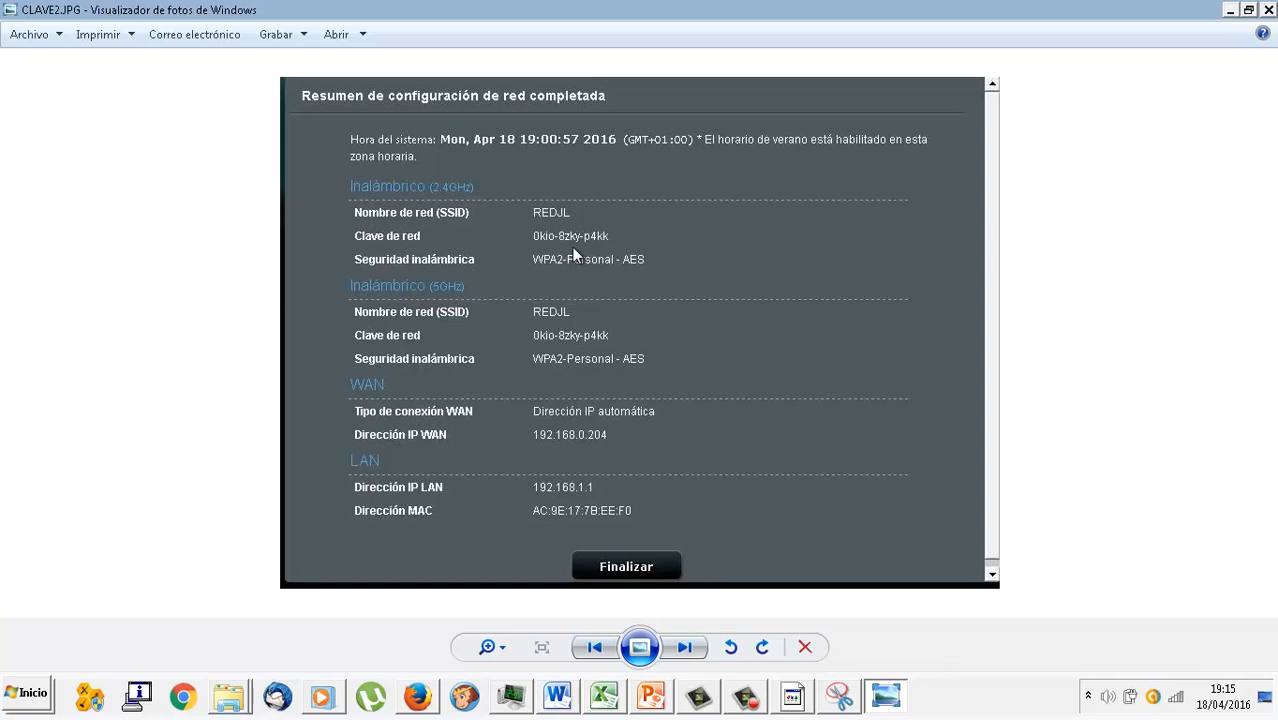 CLAVE2.JPG - Visualizador de fotos de Windows
Archivo Imprimir Correo electrónico Grabar Abrir
Resumen de configuración de red completada
Hora del sistema: Mon, Apr 18 19:00:57 2016 (GMT+01:00) * El horario de verano está habilitado en esta
zona horaria.
Inalámbrico (2.4GHz)
Nombre de red (SSID) REDJL
Clave de red 0kio-8zky-p4kk
Seguridad inalámbrica WPA2-Personal - AES
Inalámbrico (5GHz)
Nombre de red (SSID) REDJL
Clave de red 0kio-8zky-p4kk
Seguridad inalámbrica WPA2-Personal - AES
WAN
Tipo de conexión WAN Dirección IP automática
Dirección IP WAN 192.168.0.204
LAN
Dirección IP LAN 192.168.1.1
Dirección MAC AC:9E:17:7B:EE:F0
Finalizar
Inicio
19:15
18/04/2016